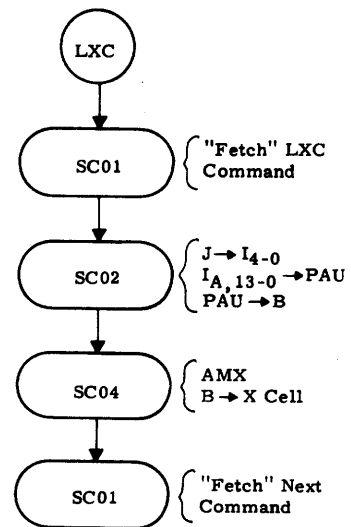 LXC
SC01
"Fetch" LXC
Command
SC02
J→I4-0
IA, 13-0→PAU
PAU→B
SC04
AMX
B→X Cell
SC01
"Fetch" Next
Command